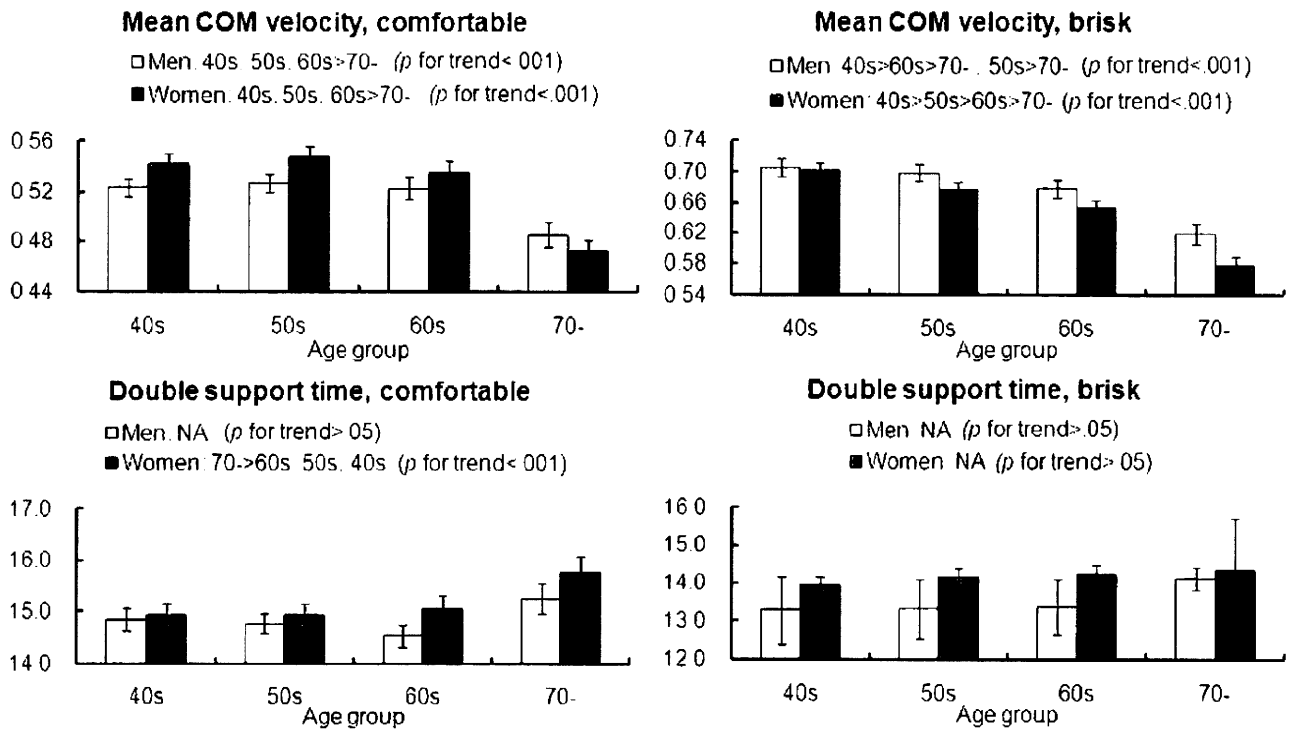 Mean COM velocity, comfortable
□Men. 40s. 50s. 60s>70- (p for trend<.001)
■Women. 40s. 50s. 60s>70- (p for trend<.001)
0.56
0.52
0.48
0.44
40s 50s 60s 70-
Age group
Mean COM velocity, brisk
□Men 40s>60s>70- . 50s>70- (p for trend<.001)
■Women: 40s>50s>60s>70- (p for trend<.001)
0.74
0.70
0.66
0.62
0.58
0.54
40s 50s 60s 70-
Age group
Double support time, comfortable
□Men. NA (p for trend>.05)
■Women: 70->60s. 50s. 40s (p for trend<.001)
17.0
16.0
15.0
14.0
40s 50s 60s 70-
Age group
Double support time, brisk
□Men NA (p for trend>.05)
■Women NA (p for trend>.05)
16.0
15.0
14.0
13.0
12.0
40s 50s 60s 70-
Age group